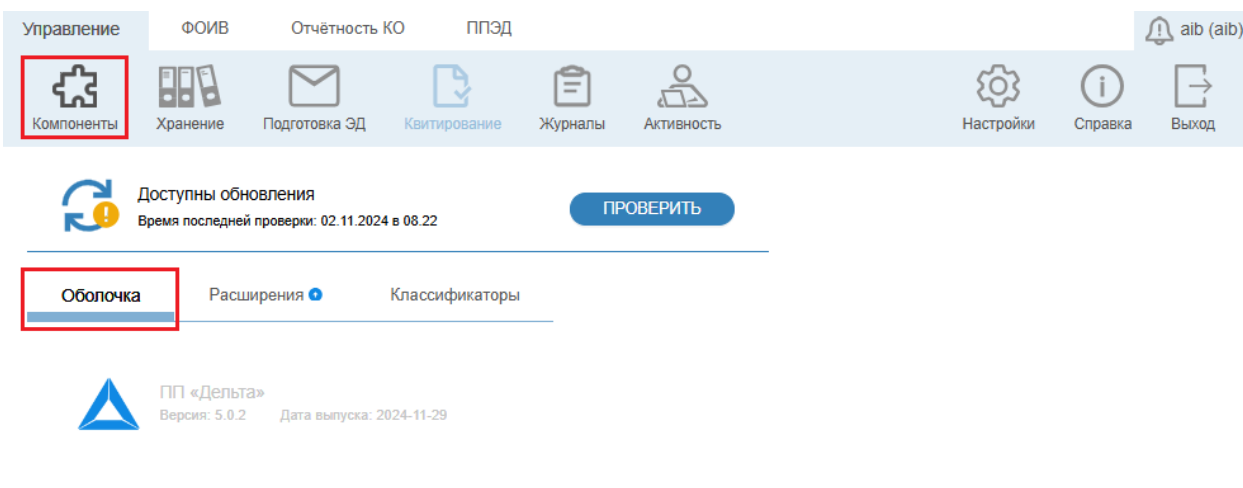 Управление ФОИВ Отчётность КО ППЭД aib (aib)
Компоненты Хранение Подготовка ЭД Квитирование Журналы Активность Настройки Справка Выход
Доступны обновления
Время последней проверки: 02.11.2024 в 08.22
ПРОВЕРИТЬ
Оболочка Расширения Классификаторы
ПП «Дельта»
Версия: 5.0.2 Дата выпуска: 2024-11-29